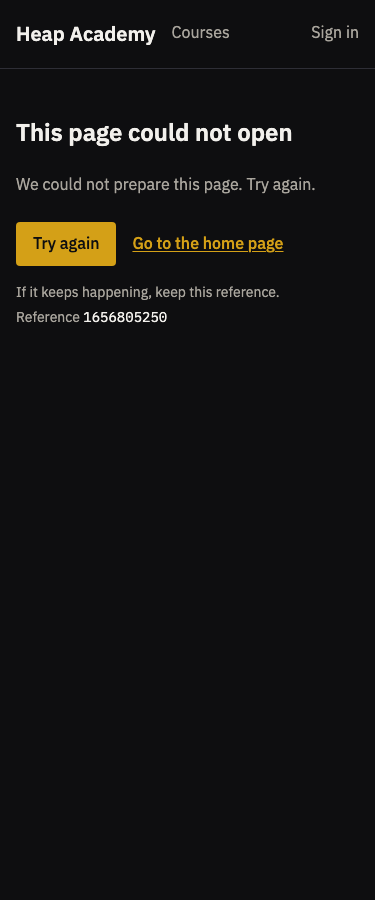 Heap Academy Courses Sign in
This page could not open
We could not prepare this page. Try again.
Try again Go to the home page
If it keeps happening, keep this reference.
Reference 1656805250